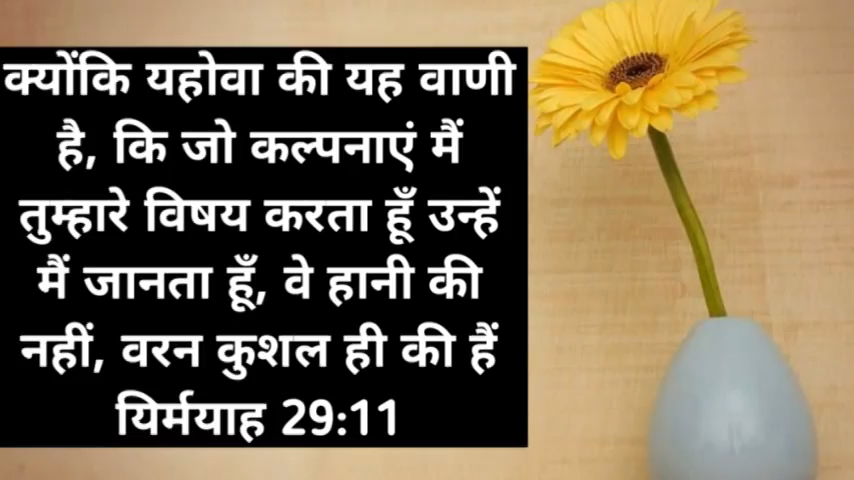 क्योंकि यहोवा की यह वाणी
है, कि जो कल्पनाएं मैं
तुम्हारे विषय करता हूँ उन्हें
मैं जानता हूँ, वे हानी की
नहीं, वरन कुशल ही की हैं
यिर्मयाह 29:11